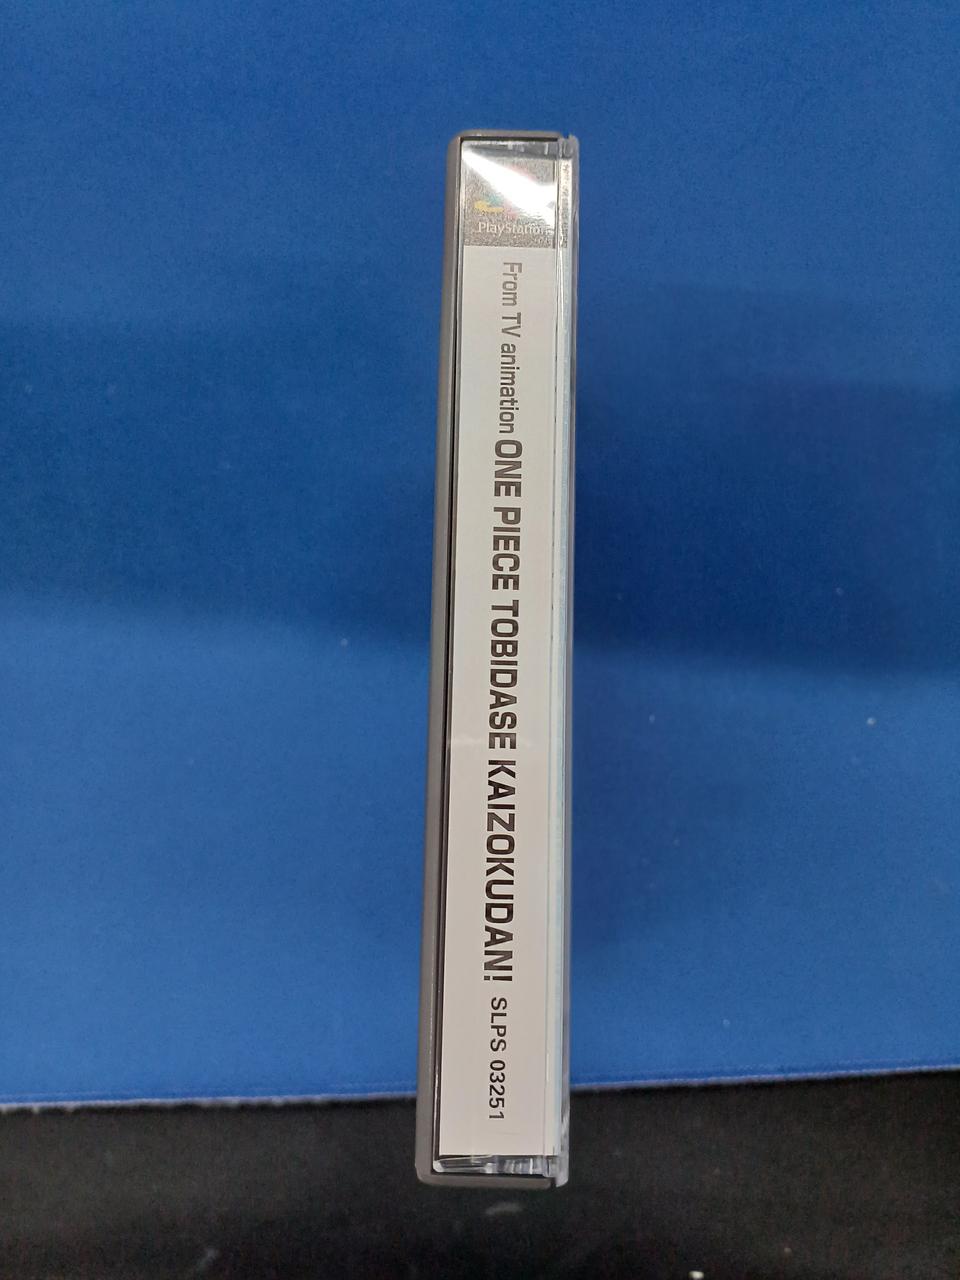 PlayStation
From TV animation ONE PIECE TOBIDASE KAIZOKUDAN! SLPS 03251